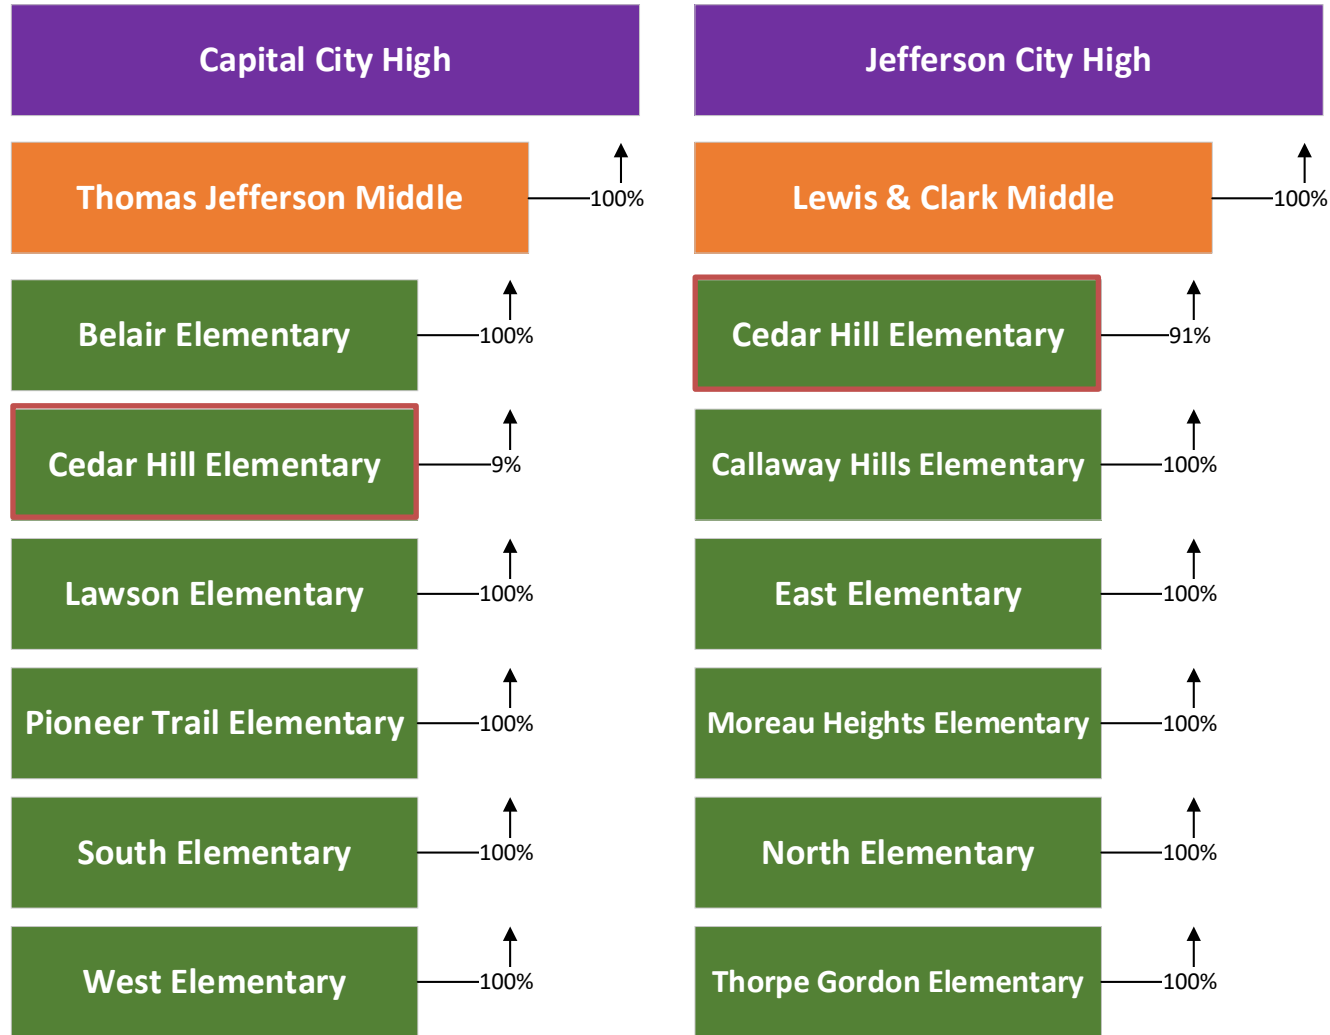 Capital City High
Thomas Jefferson Middle
100%
Belair Elementary
100%
Cedar Hill Elementary
9%
Lawson Elementary
100%
Pioneer Trail Elementary
100%
South Elementary
100%
West Elementary
100%
Jefferson City High
Lewis & Clark Middle
100%
Cedar Hill Elementary
91%
Callaway Hills Elementary
100%
East Elementary
100%
Moreau Heights Elementary
100%
North Elementary
100%
Thorpe Gordon Elementary
100%